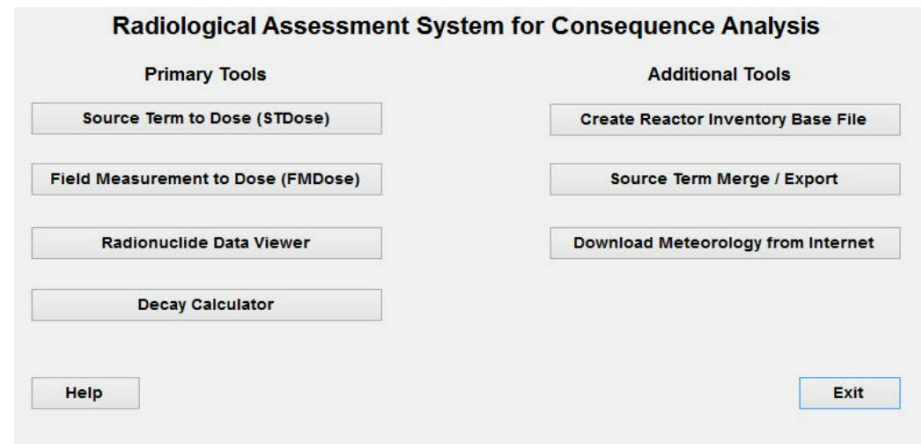 Radiological Assessment System for Consequence Analysis
Primary Tools
Additional Tools
Source Term to Dose (STDose)
Create Reactor Inventory Base File
Field Measurement to Dose (FMDose)
Source Term Merge / Export
Radionuclide Data Viewer
Download Meteorology from Internet
Decay Calculator
Help
Exit